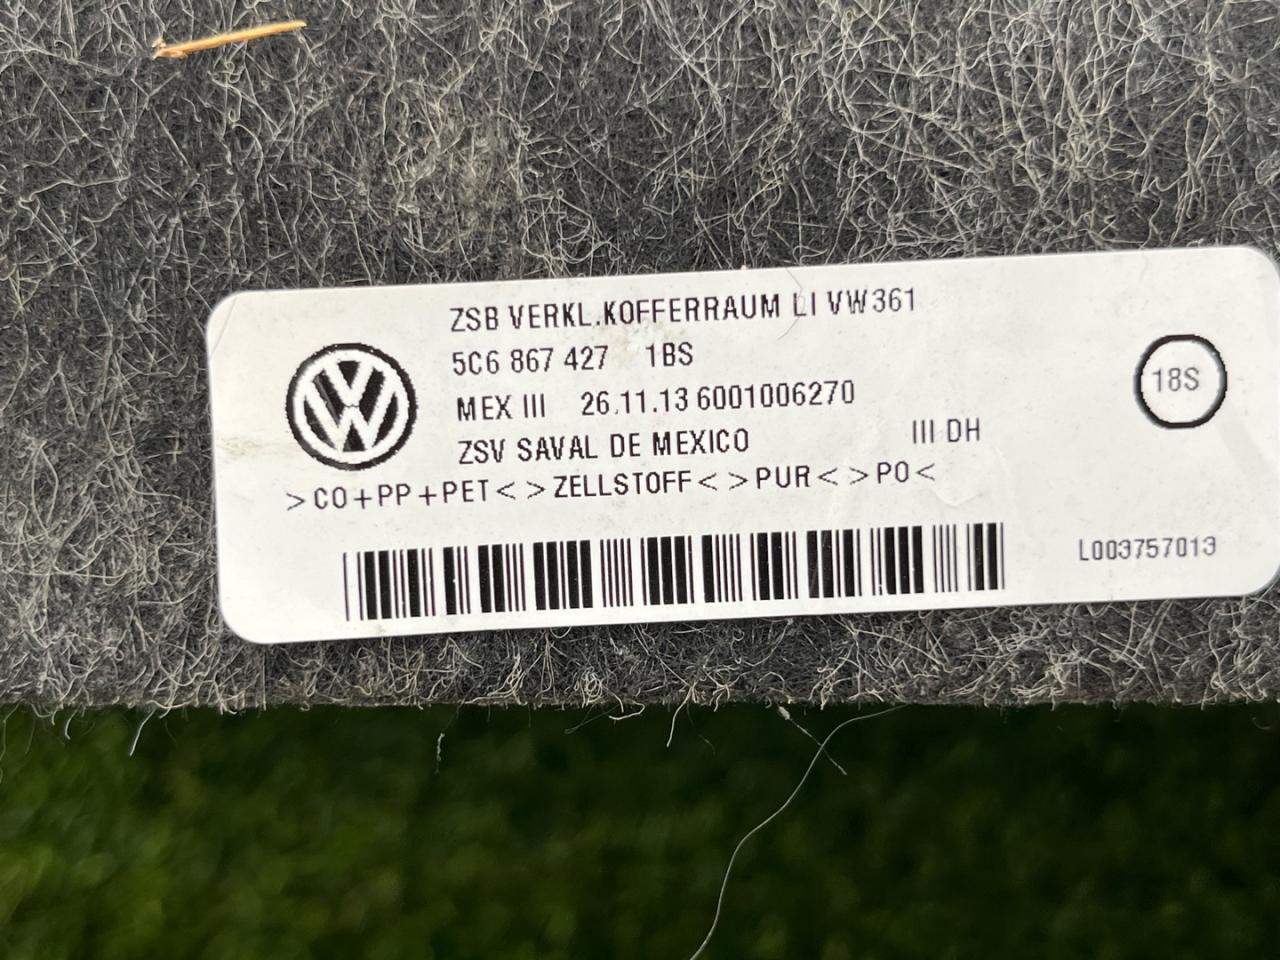 ZSB VERKL.KOFFERRAUM LI VW361
5C6 867 427 1BS
MEX III 26.11.13 6001006270
ZSV SAVAL DE MEXICO III DH
>CO+PP+PET< >ZELLSTOFF< >PUR< >PO<
18S
L003757013